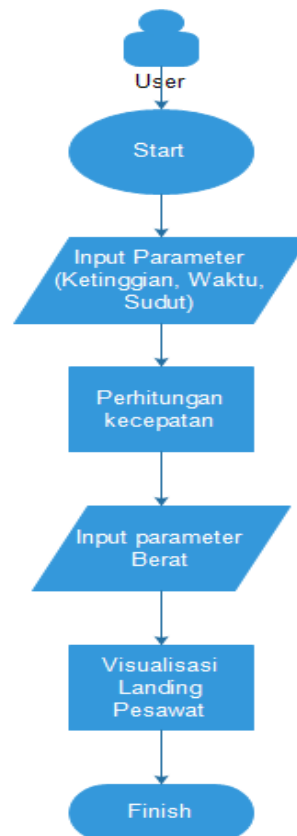 User
Start
Input Parameter
(Ketinggian, Waktu,
Sudut)
Perhitungan
kecepatan
Input parameter
Berat
Visualisasi
Landing
Pesawat
Finish